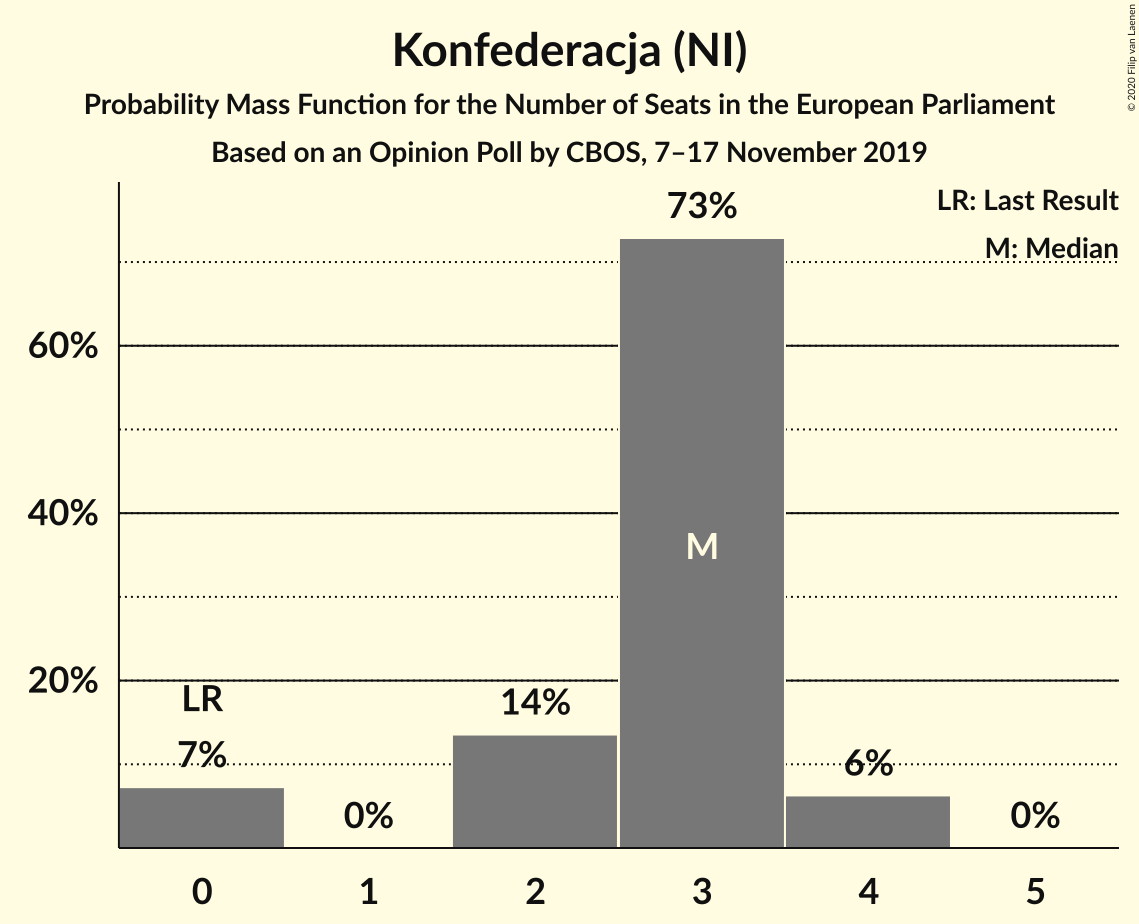 Konfederacja (NI)
Probability Mass Function for the Number of Seats in the European Parliament
Based on an Opinion Poll by CBOS, 7–17 November 2019
© 2020 Filip van Laenen
LR: Last Result
M: Median
73%
60%
M
40%
20%
LR
14%
7%
6%
0%
0%
0 1 2 3 4 5